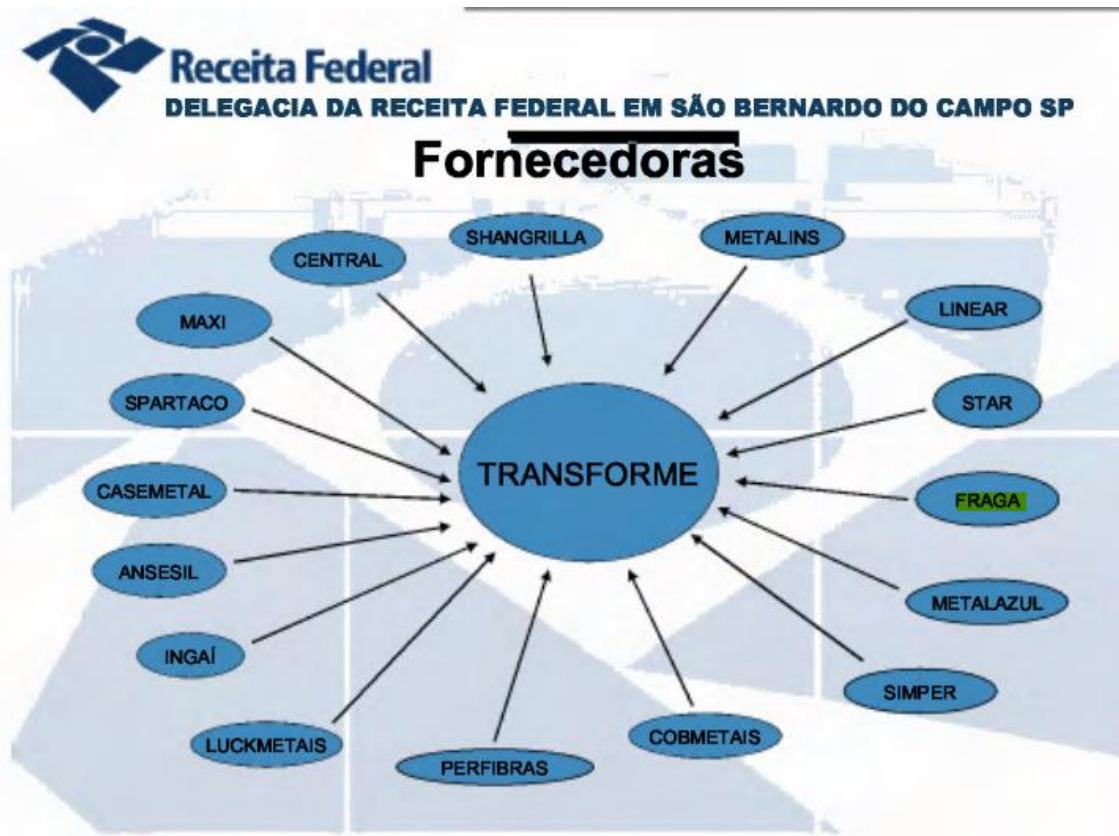 Receita Federal
DELEGACIA DA RECEITA FEDERAL EM SÃO BERNARDO DO CAMPO SP
Fornecedoras
SHANGRILLA
METALINS
CENTRAL
LINEAR
MAXI
SPARTACO
STAR
TRANSFORME
CASEMETAL
FRAGA
ANSESIL
METALAZUL
INGAÍ
SIMPER
LUCKMETAIS
COBMETAIS
PERFIBRAS